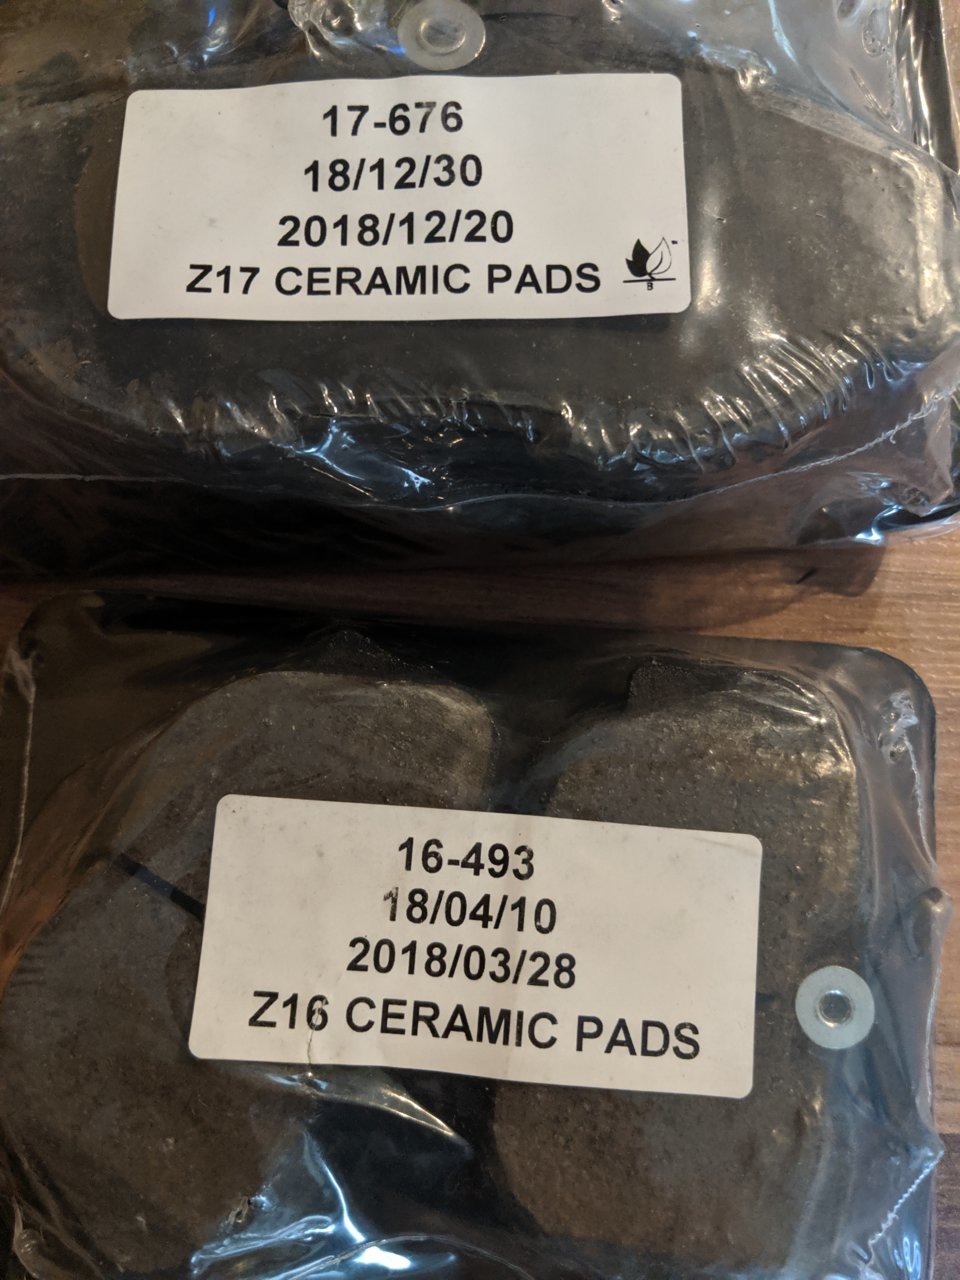 17-676
18/12/30
2018/12/20
Z17 CERAMIC PADS
B
16-493
18/04/10
2018/03/28
Z16 CERAMIC PADS